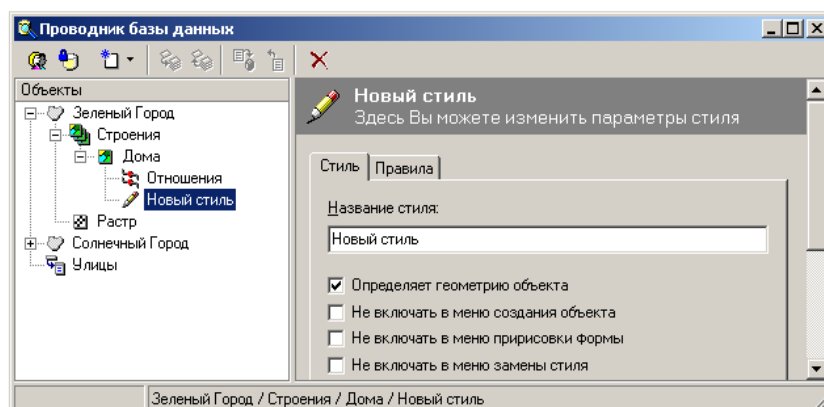 Проводник базы данных
Объекты
Зеленый Город
Строения
Дома
Отношения
Новый стиль
Растр
Солнечный Город
Улицы
Новый стиль
Здесь Вы можете изменить параметры стиля
Стиль
Правила
Название стиля:
Новый стиль
Определяет геометрию объекта
Не включать в меню создания объекта
Не включать в меню пририсовки формы
Не включать в меню замены стиля
Зеленый Город / Строения / Дома / Новый стиль